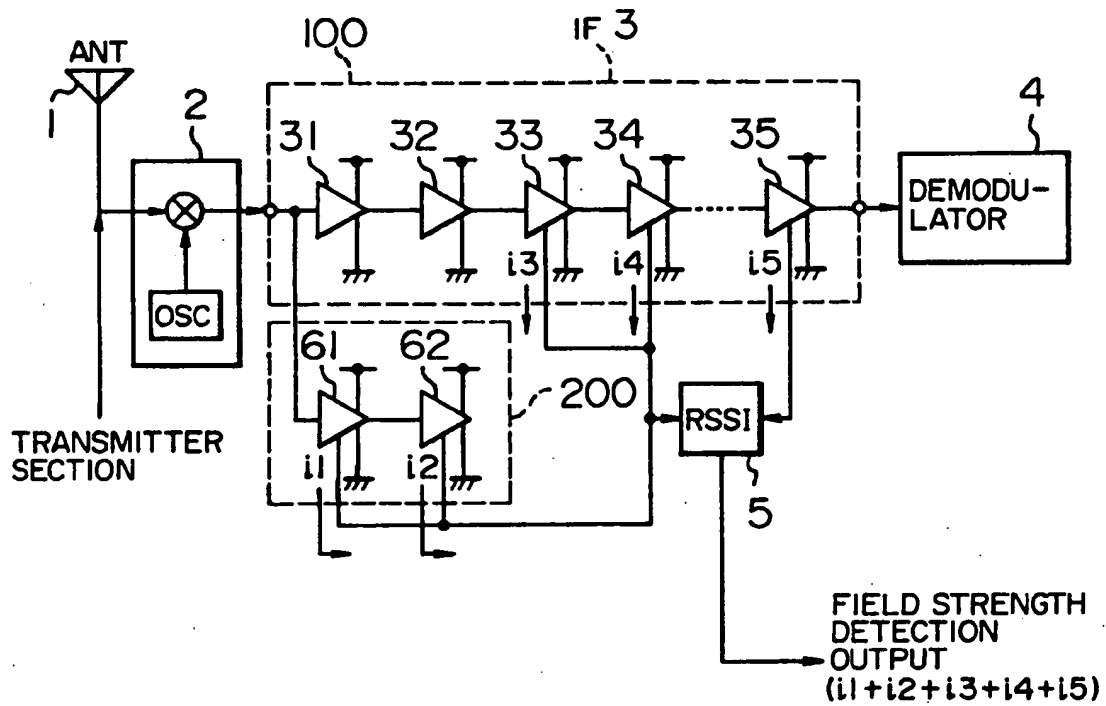 100
IF 3
ANT
1
2
4
31
32
33
34
35
DEMODU-
LATOR
i3
i4
i5
OSC
61
62
200
RSSI
TRANSMITTER
SECTION
i1
i2
5
FIELD STRENGTH
DETECTION
OUTPUT
(i1+i2+i3+i4+i5)